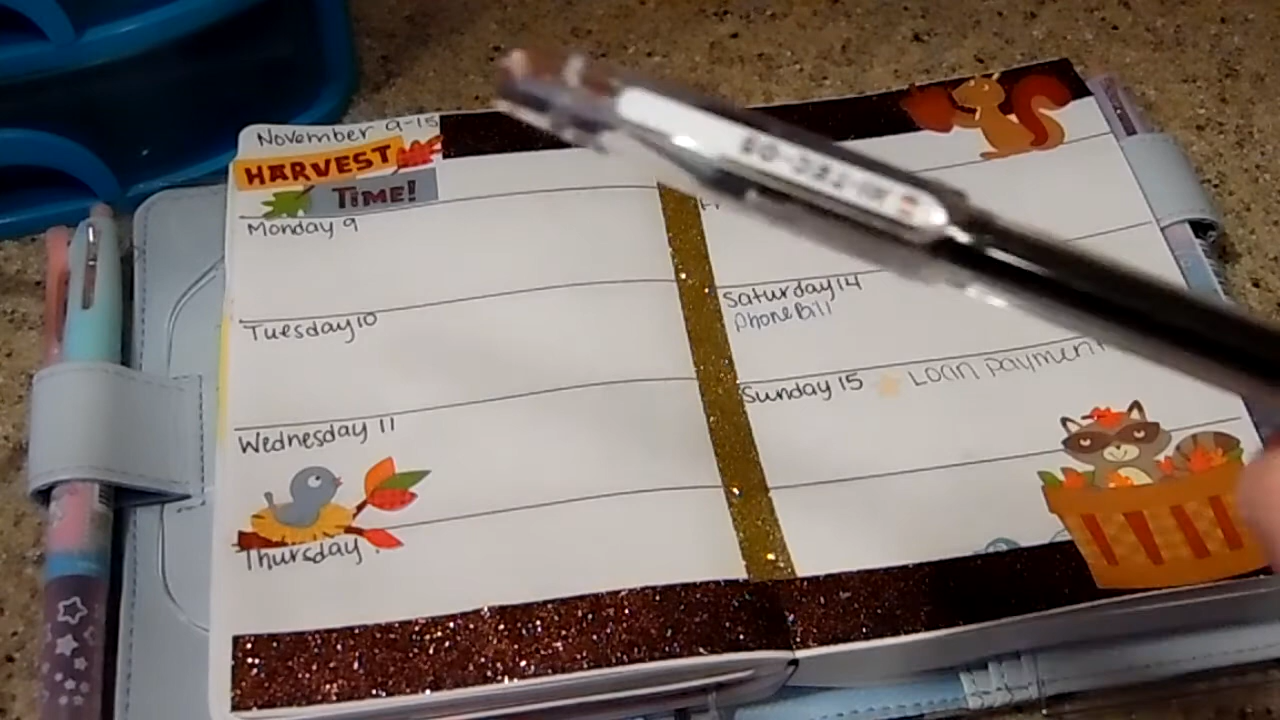 November 9-15
HARVEST
TIME!
Monday 9
Tuesday 10
Wednesday 11
Thursday
Saturday 14
Phone Bill
Sunday 15 Loan payment